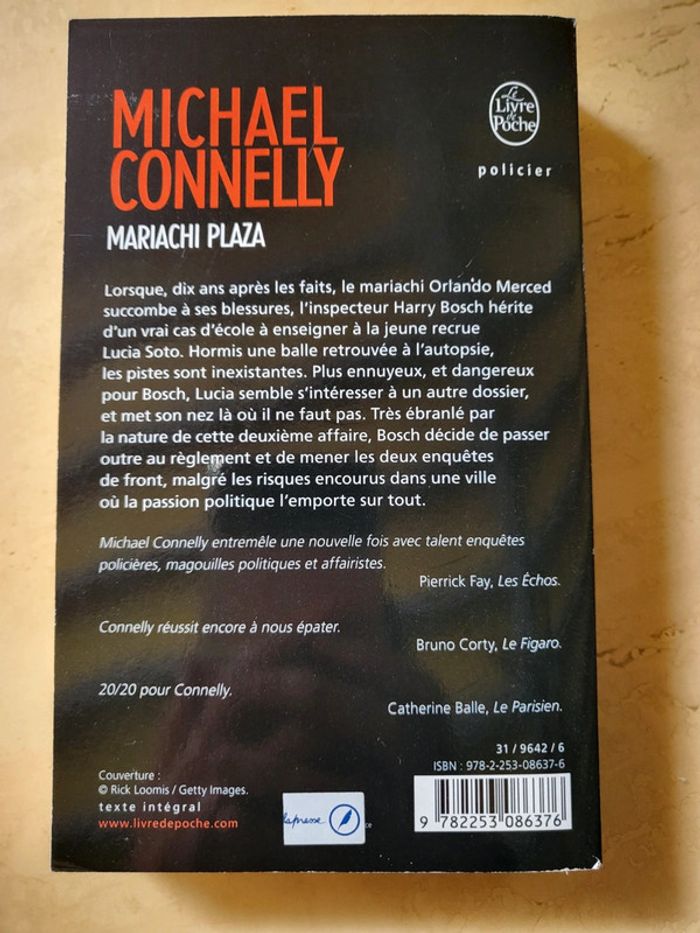 MICHAEL
CONNELLY
MARIACHI PLAZA
Le
Livre
de
Poche
policier
Lorsque, dix ans après les faits, le mariachi Orlando Merced
succombe à ses blessures, l'inspecteur Harry Bosch hérite
d'un vrai cas d'école à enseigner à la jeune recrue
Lucia Soto. Hormis une balle retrouvée à l'autopsie,
les pistes sont inexistantes. Plus ennuyeux, et dangereux
pour Bosch, Lucia semble s'intéresser à un autre dossier,
et met son nez là où il ne faut pas. Très ébranlé par
la nature de cette deuxième affaire, Bosch décide de passer
outre au règlement et de mener les deux enquêtes
de front, malgré les risques encourus dans une ville
où la passion politique l'emporte sur tout.
Michael Connelly entremêle une nouvelle fois avec talent enquêtes
policières, magouilles politiques et affairistes.
Pierrick Fay, Les Échos.
Connelly réussit encore à nous épater.
Bruno Corty, Le Figaro.
20/20 pour Connelly.
Catherine Balle, Le Parisien.
31 / 9642 / 6
ISBN : 978-2-253-08637-6
Couverture :
© Rick Loomis / Getty Images.
texte intégral
www.livredepoche.com
lapresse
9 782253 086376